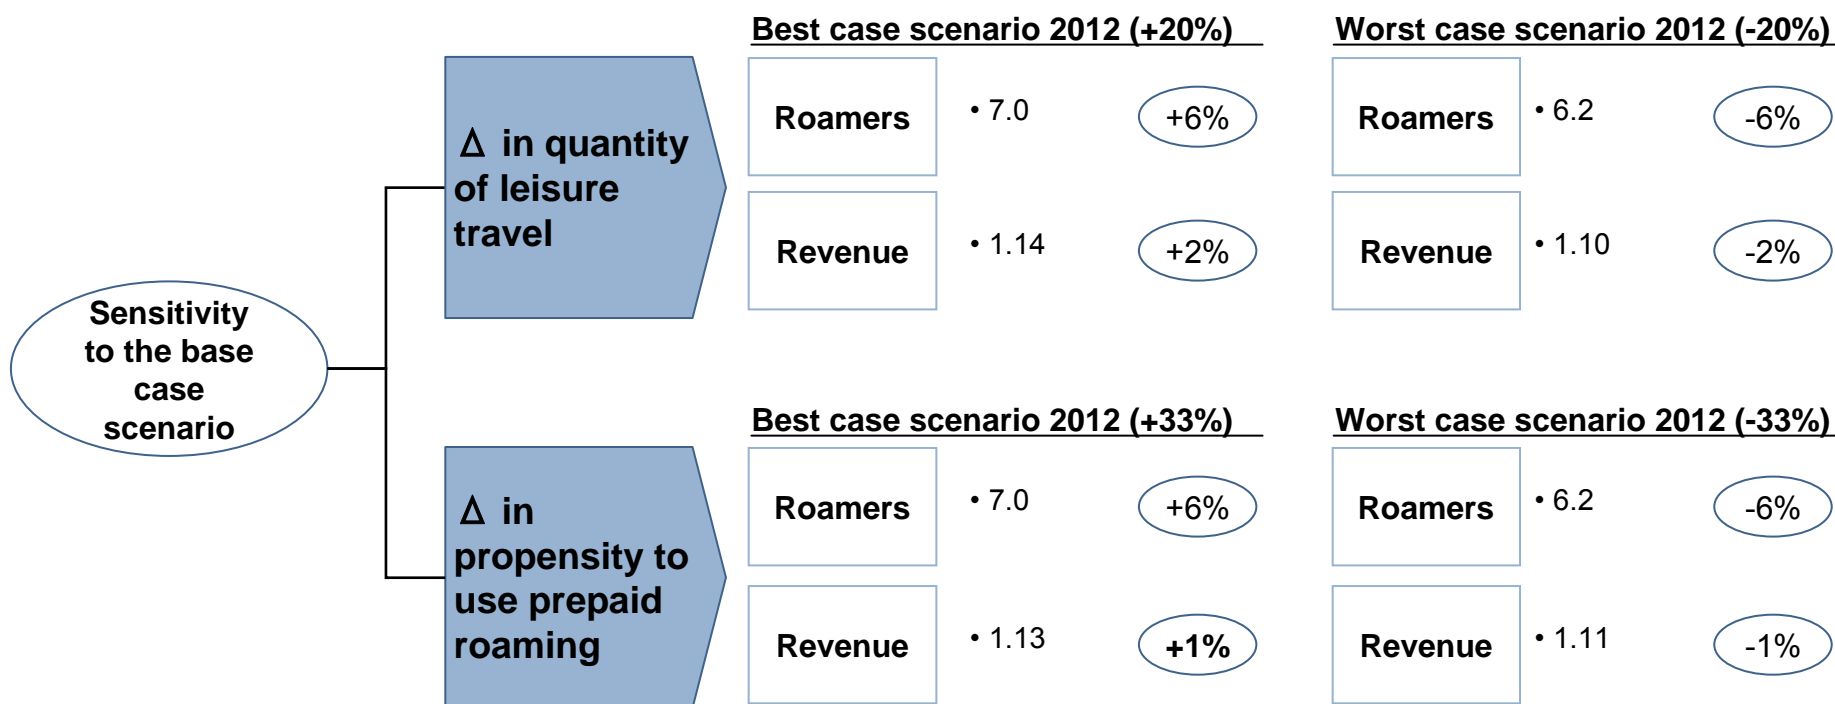 Sensitivity
to the base
case
scenario
Δ in quantity
of leisure
travel
Best case scenario 2012 (+20%)
Roamers
• 7.0
+6%
Revenue
• 1.14
+2%
Worst case scenario 2012 (-20%)
Roamers
• 6.2
-6%
Revenue
• 1.10
-2%
Δ in
propensity to
use prepaid
roaming
Best case scenario 2012 (+33%)
Roamers
• 7.0
+6%
Revenue
• 1.13
+1%
Worst case scenario 2012 (-33%)
Roamers
• 6.2
-6%
Revenue
• 1.11
-1%